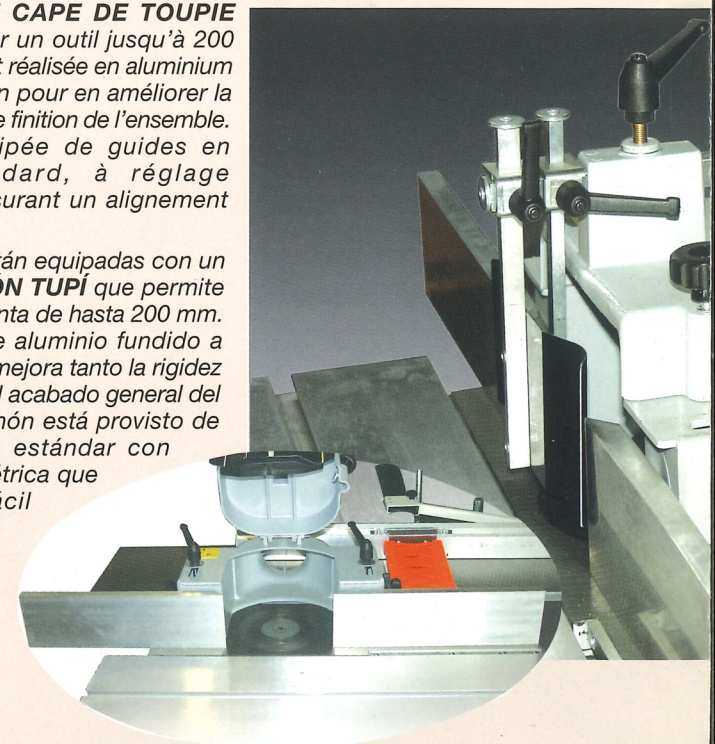 CAPE DE TOUPIE
r un outil jusqu'à 200
t réalisée en aluminium
n pour en améliorer la
e finition de l'ensemble.
ipée de guides en
dard, à réglage
surant un alignement
tán equipadas con un
ÓN TUPÍ que permite
nta de hasta 200 mm.
e aluminio fundido a
mejora tanto la rigidez
l acabado general del
hón está provisto de
estándar con
étrica que
ácil